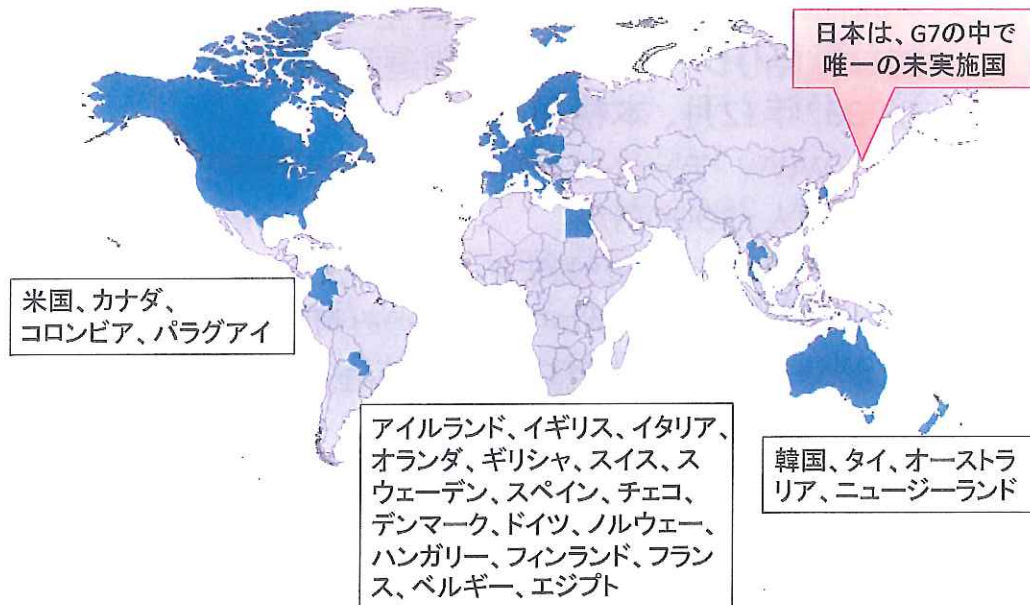 日本は、G7の中で
唯一の未実施国
米国、カナダ、
コロンビア、パラグアイ
アイルランド、イギリス、イタリア、
オランダ、ギリシャ、スイス、ス
ウェーデン、スペイン、チェコ、
デンマーク、ドイツ、ノルウェー、
ハンガリー、フィンランド、フラン
ス、ベルギー、エジプト
韓国、タイ、オーストラ
リア、ニュージーランド